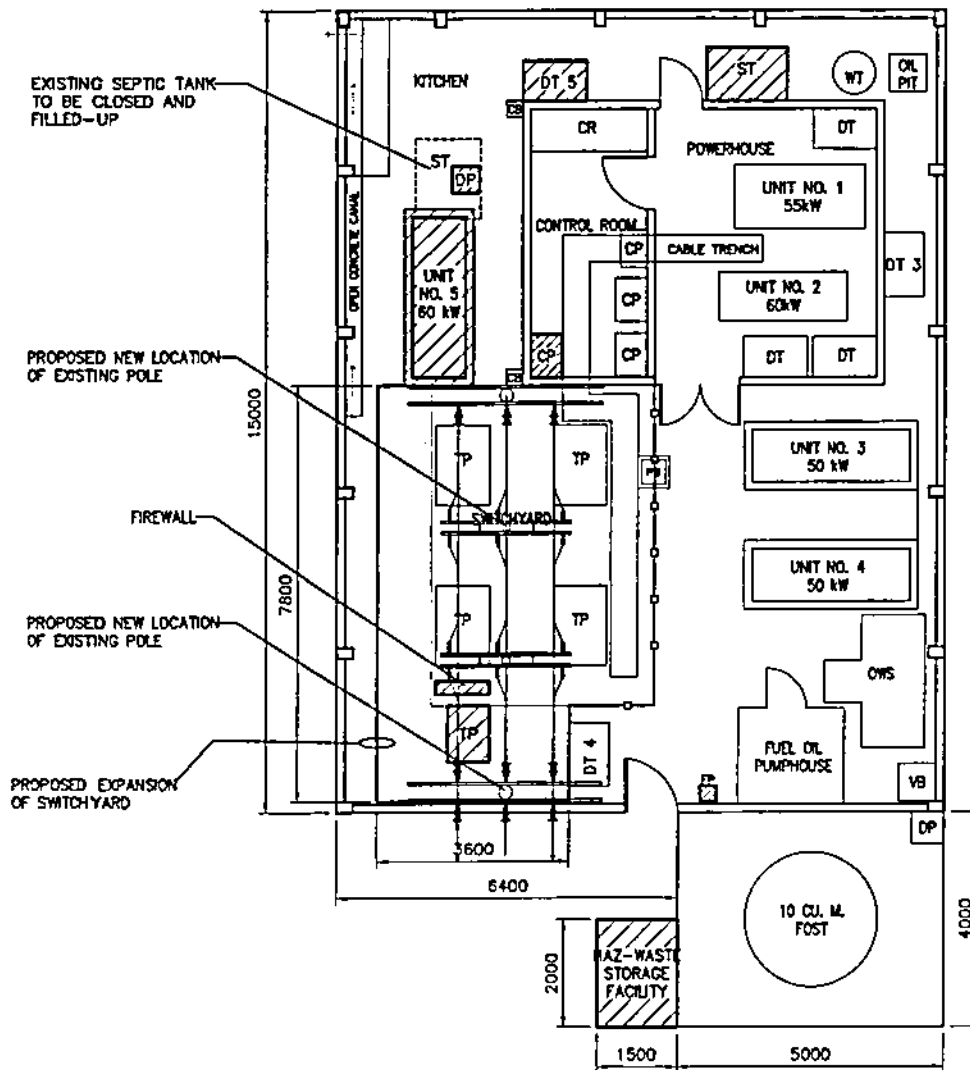 EXISTING SEPTIC TANK
TO BE CLOSED AND
FILLED-UP
KITCHEN
DT 5
ST
WT
OIL
PIT
CB
CR
POWERHOUSE
DT
ST
DP
UNIT NO. 1
55kW
OPEN CONCRETE CANAL
CONTROL ROOM
CP
CABLE TRENCH
DT 3
UNIT
NO. 5
60 kW
CP
UNIT NO. 2
60kW
PROPOSED NEW LOCATION
OF EXISTING POLE
CP
CP
DT
DT
CB
15000
TP
TP
UNIT NO. 3
50 kW
FIREWALL
SWITCHYARD
7800
UNIT NO. 4
50 kW
PROPOSED NEW LOCATION
OF EXISTING POLE
TP
TP
OWS
TP
DT 4
FUEL OIL
PUMPHOUSE
PROPOSED EXPANSION
OF SWITCHYARD
VB
DP
3600
6400
10 CU. M.
FOST
4000
HAZ-WASTE
STORAGE
FACILITY
2000
1500
5000